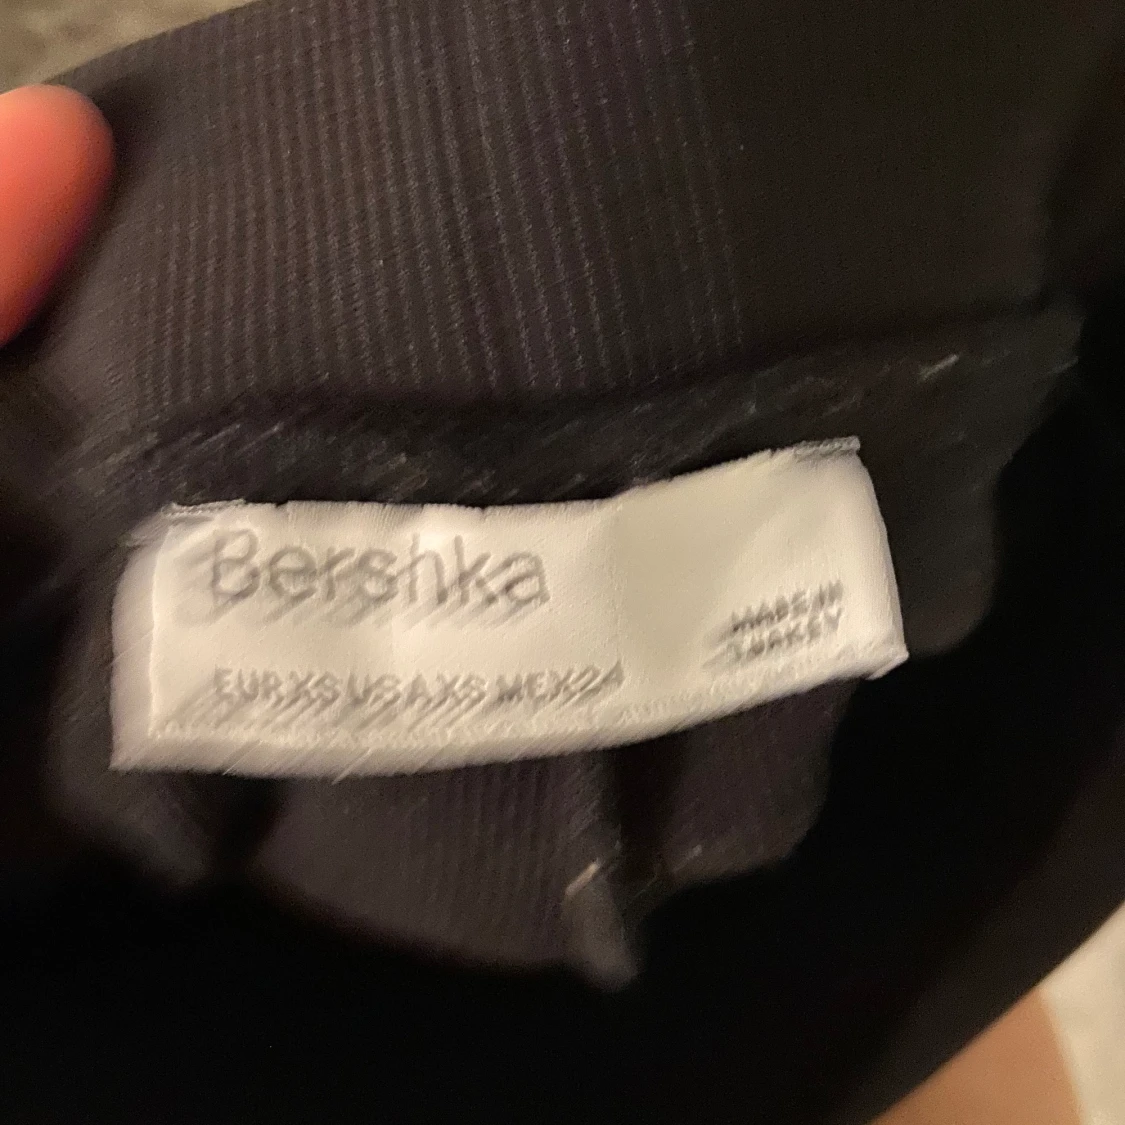 Bershka
EUR XS USA XS MEX 24
MADE IN
TURKEY